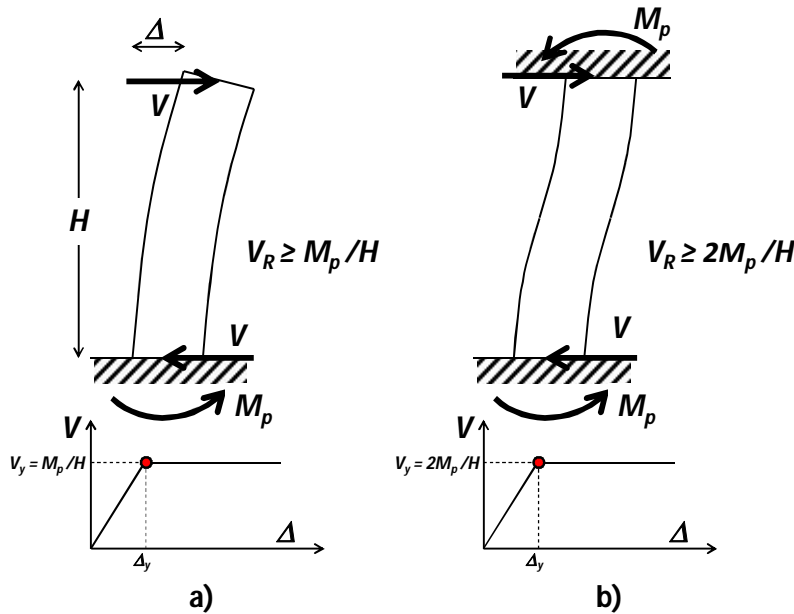 Δ
V
H
V_R ≥ M_p /H
V
M_p
V
V_y = M_p/H
Δ_y
Δ
a)
M_p
V
V_R ≥ 2M_p /H
V
M_p
V
V_y = 2M_p/H
Δ_y
Δ
b)